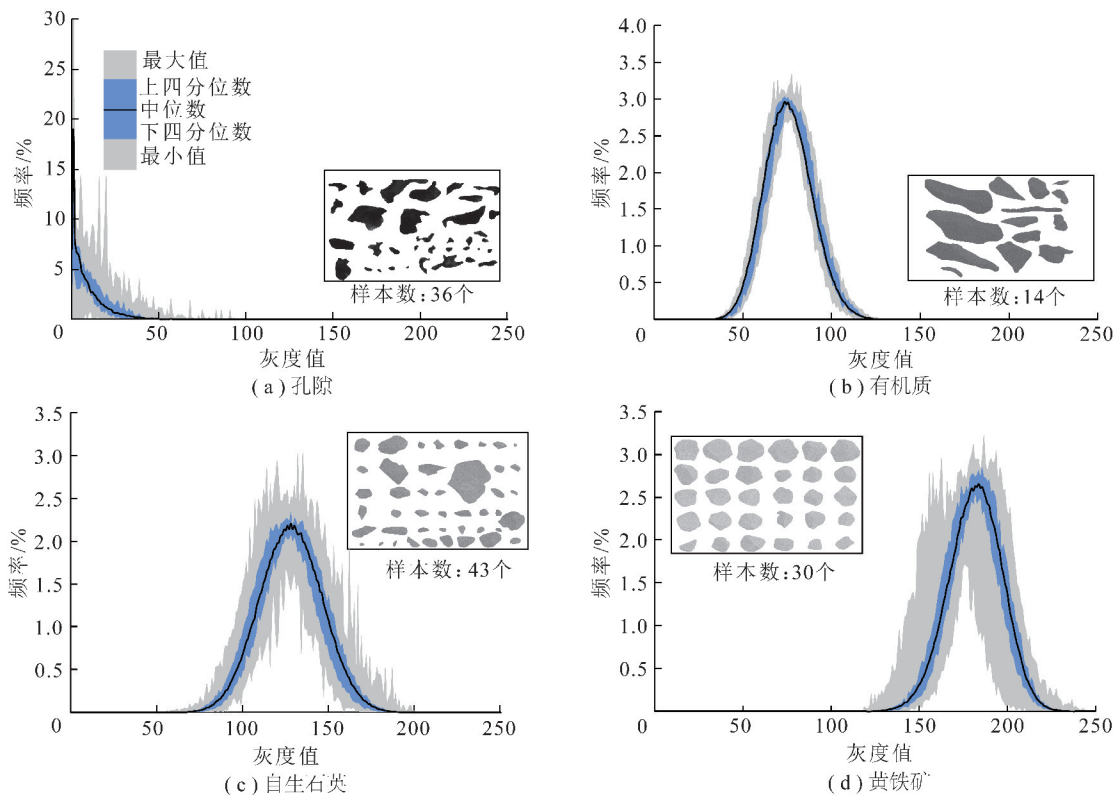 30
25
20
15
10
5
0
50
100
150
200
250
频率/%
灰度值
最大值
上四分位数
中位数
下四分位数
最小值
样本数:36个
(a)孔隙
4.0
3.5
3.0
2.5
2.0
1.5
1.0
0.5
0
50
100
150
200
250
频率/%
灰度值
样本数:14个
(b)有机质
3.5
3.0
2.5
2.0
1.5
1.0
0.5
0
50
100
150
200
250
频率/%
灰度值
样本数:43个
(c)自生石英
3.5
3.0
2.5
2.0
1.5
1.0
0.5
0
50
100
150
200
250
频率/%
灰度值
样本数:30个
(d)黄铁矿